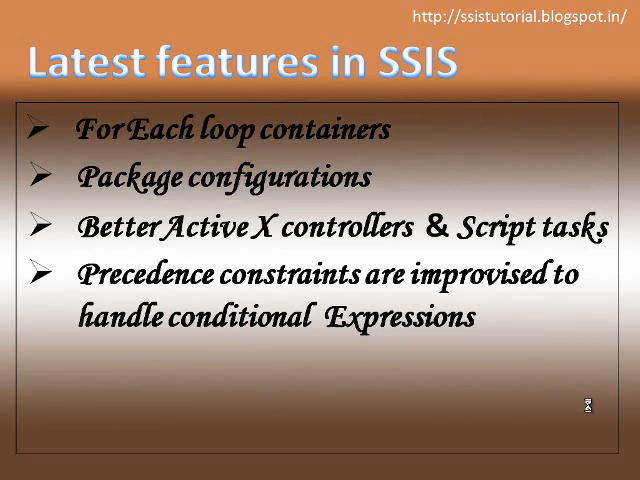 http://ssistutorial.blogspot.in/
Latest features in SSIS
For Each loop containers
Package configurations
Better Active X controllers & Script tasks
Precedence constraints are improvised to
handle conditional Expressions